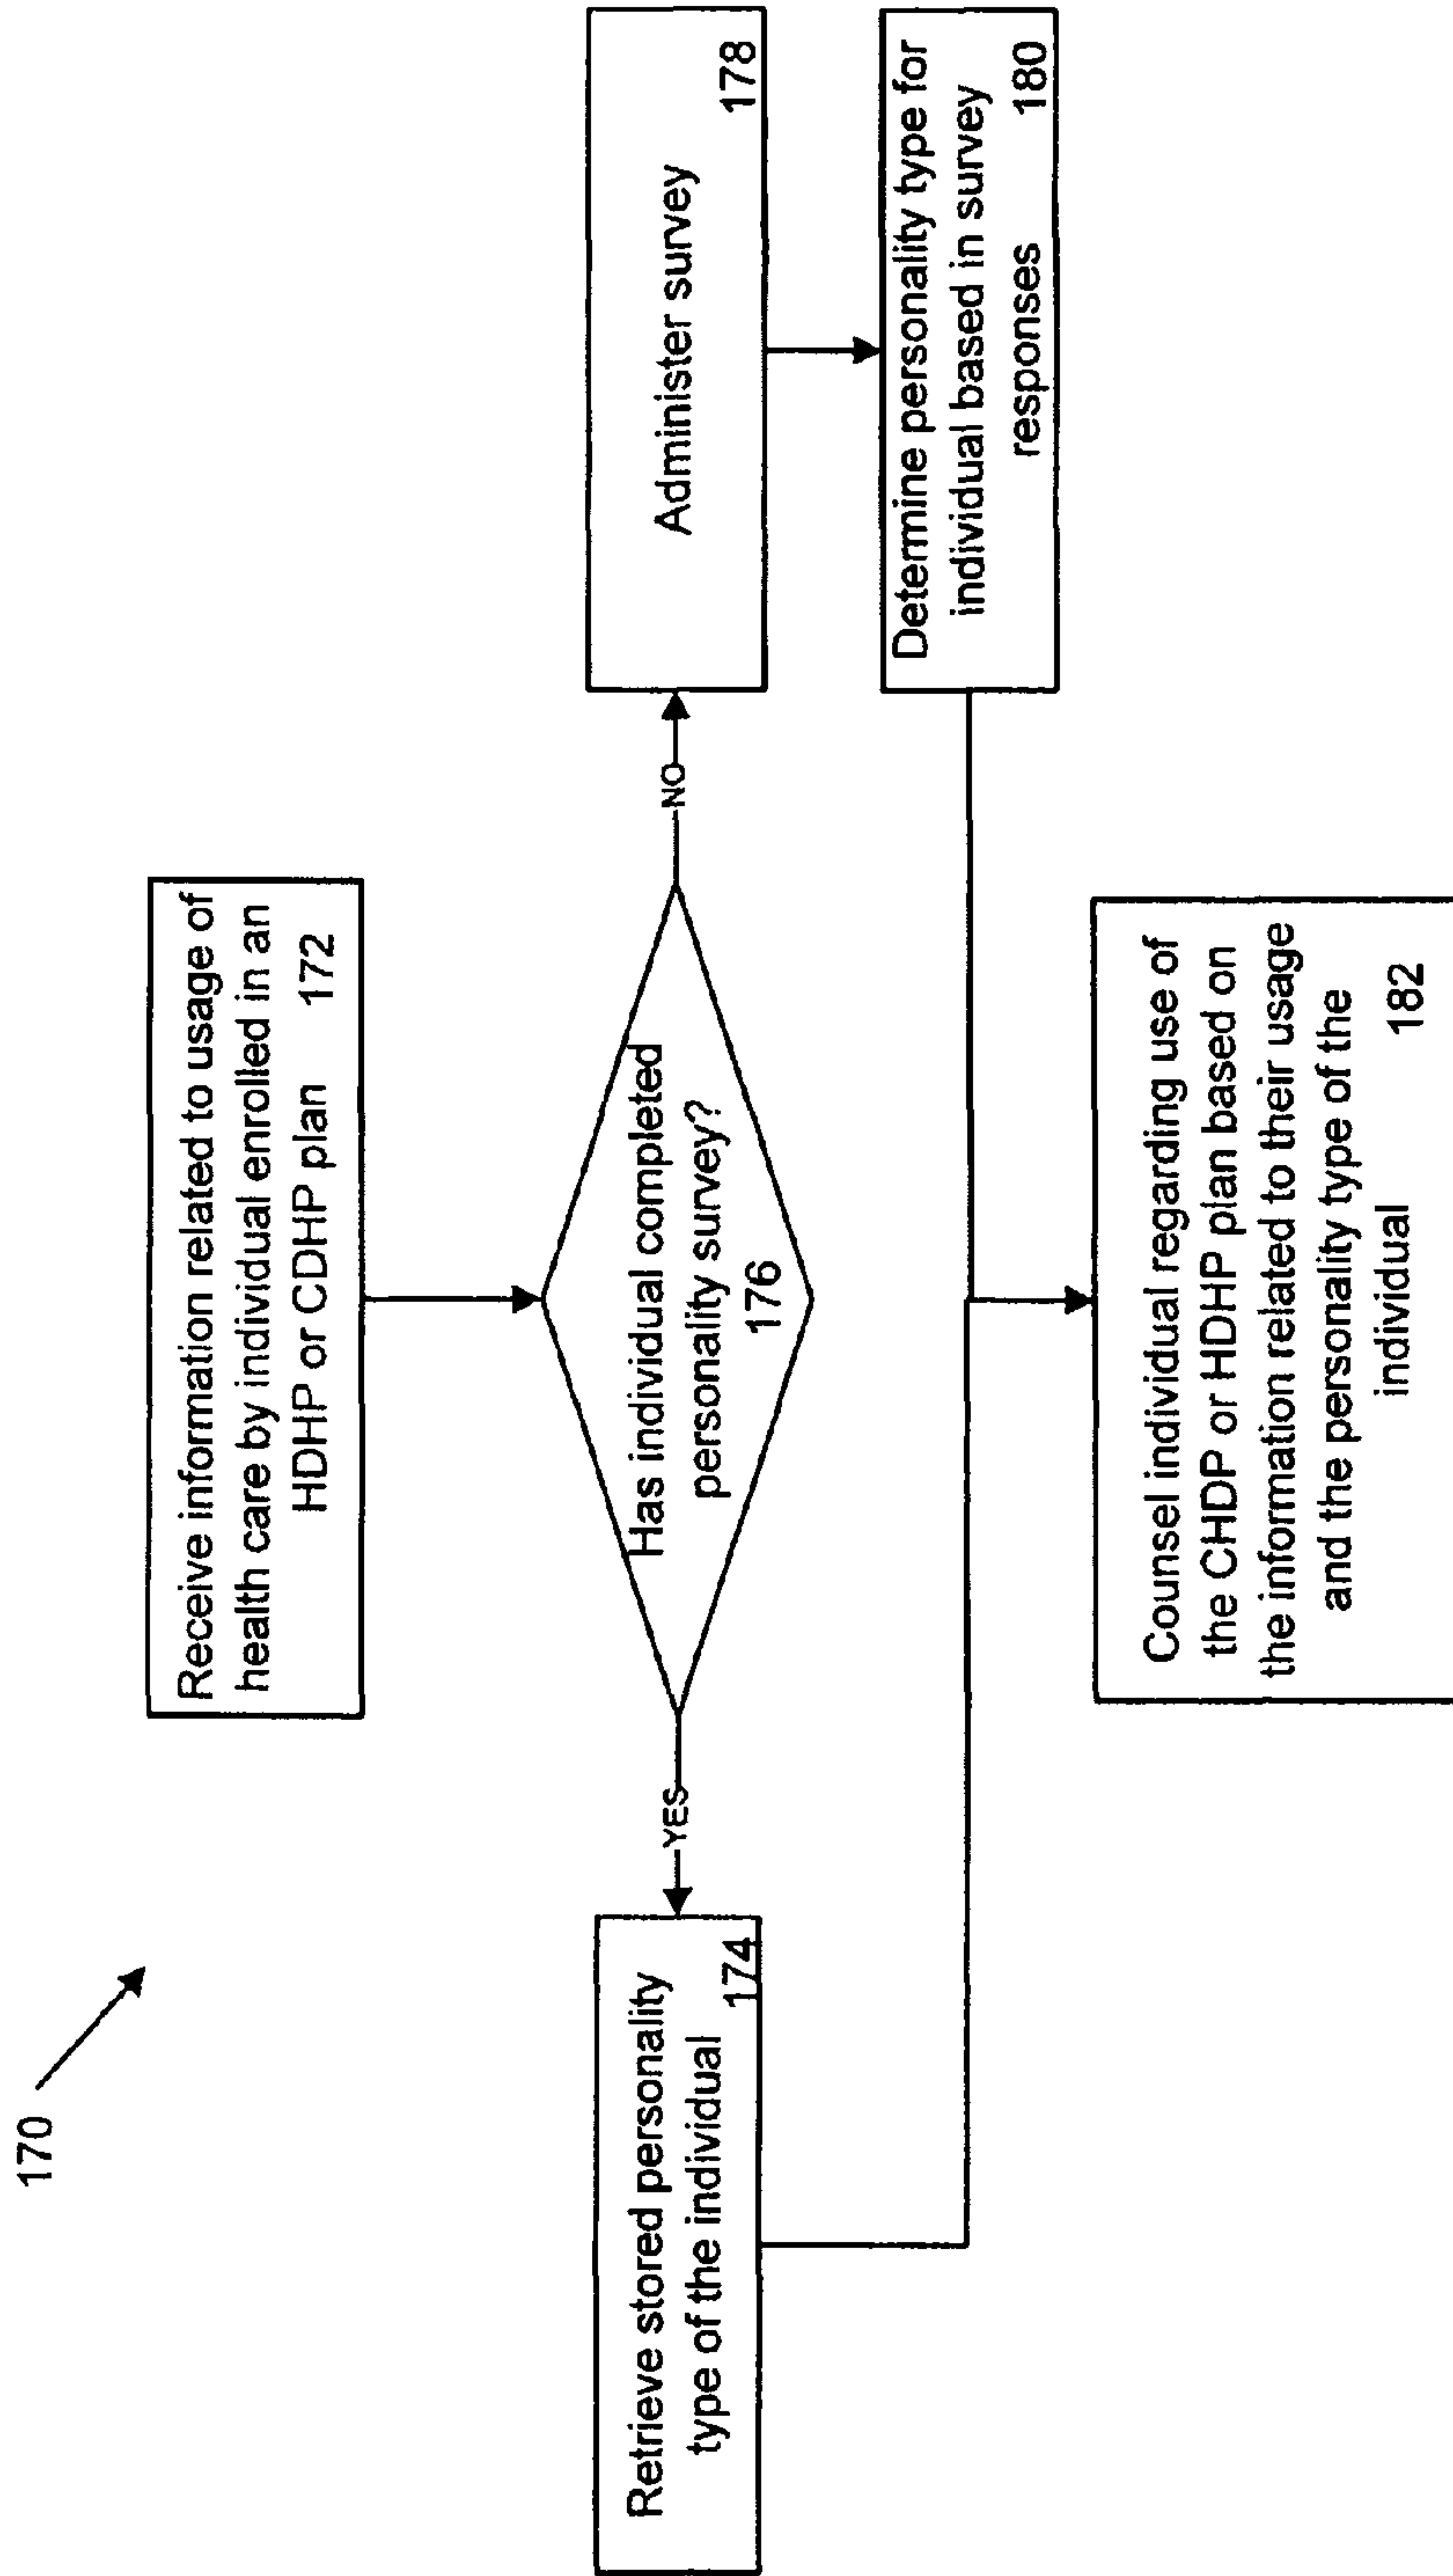 170
Receive information related to usage of
health care by individual enrolled in an
HDHP or CDHP plan 172
Has individual completed
personality survey?
176
YES
NO
Retrieve stored personality
type of the individual
174
Administer survey
178
Determine personality type for
individual based in survey
responses 180
Counsel individual regarding use of
the CHDP or HDHP plan based on
the information related to their usage
and the personality type of the
individual 182